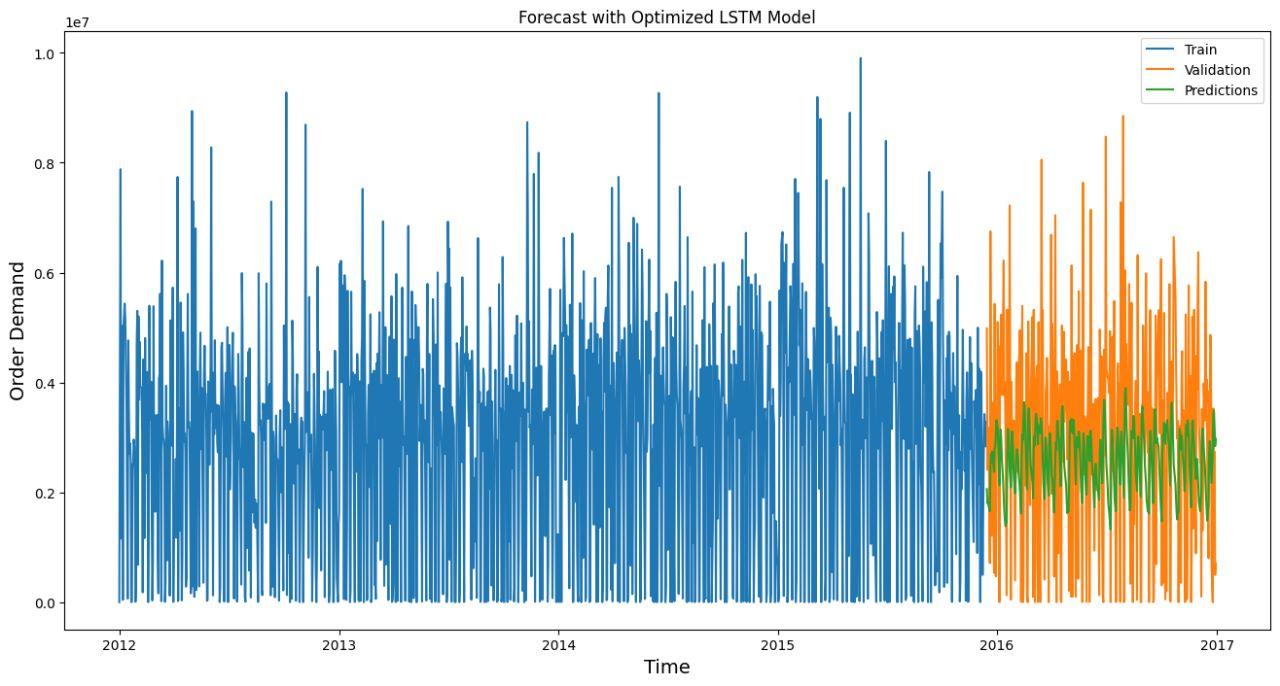 Forecast with Optimized LSTM Model
1e7
Train
Validation
Predictions
1.0
0.8
0.6
0.4
0.2
0.0
Order Demand
2012
2013
2014
2015
2016
2017
Time